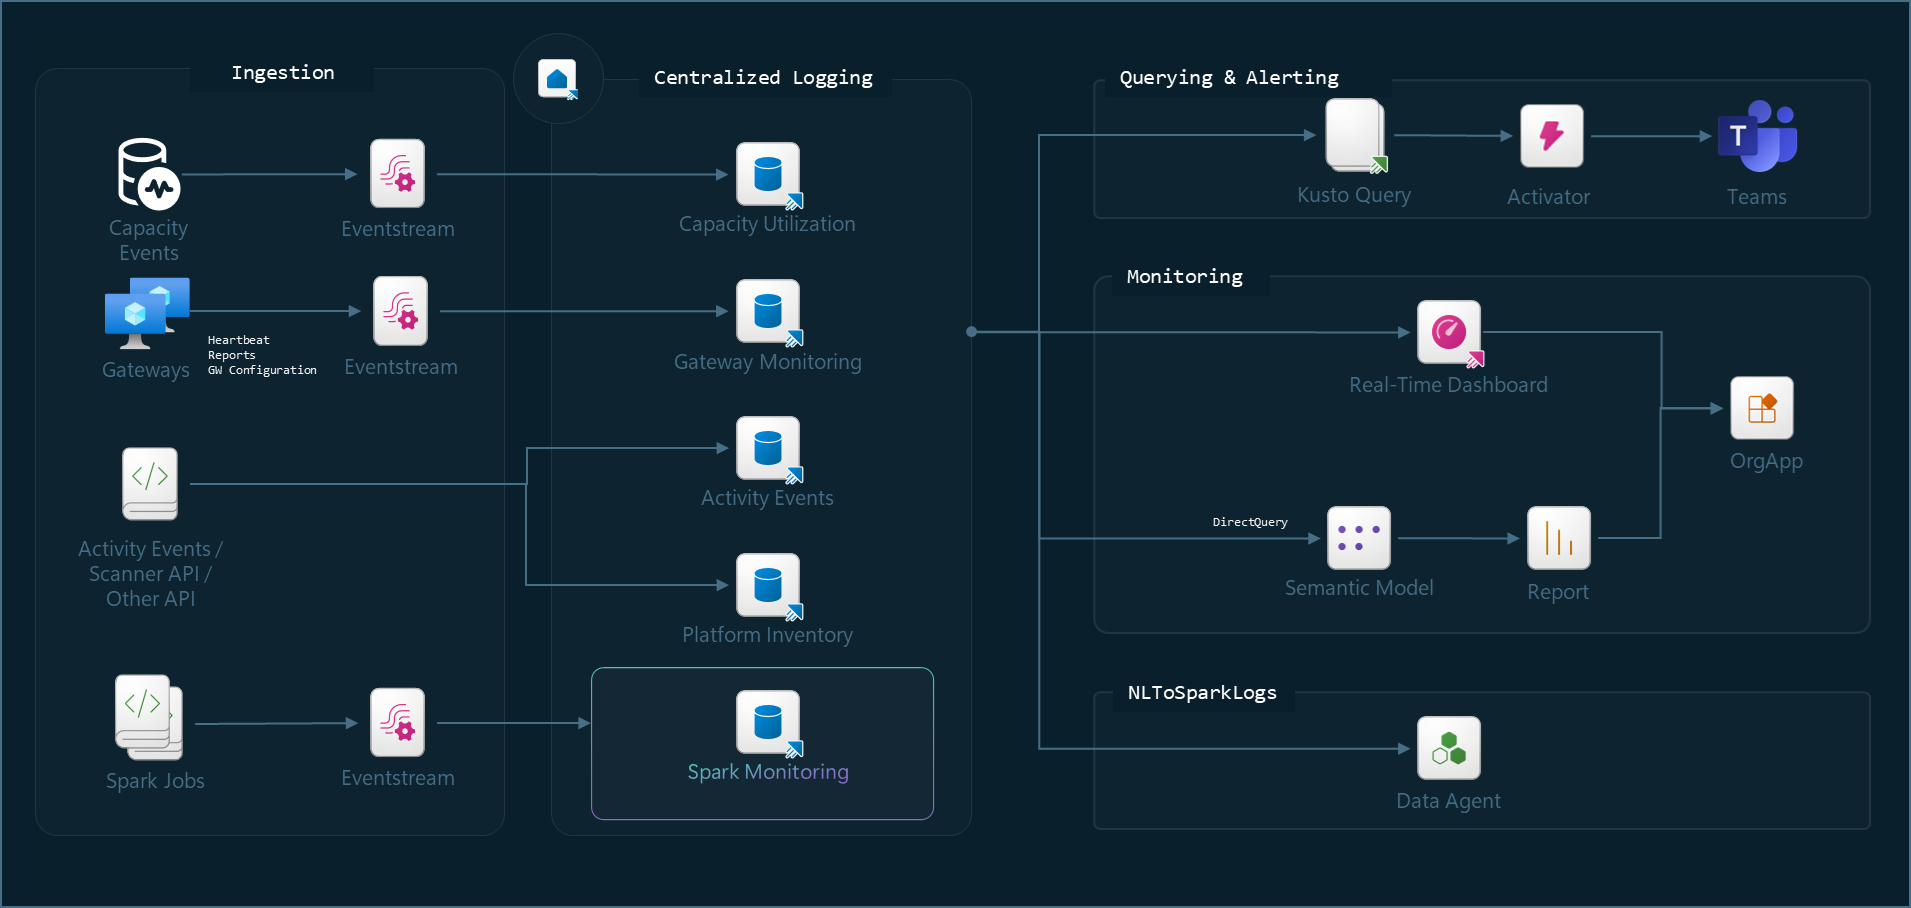 Ingestion
Capacity
Events
Eventstream
Gateways
Heartbeat
Reports
GW Configuration
Eventstream
Activity Events /
Scanner API /
Other API
Spark Jobs
Eventstream
Centralized Logging
Capacity Utilization
Gateway Monitoring
Activity Events
Platform Inventory
Spark Monitoring
Querying & Alerting
Kusto Query
Activator
T
Teams
Monitoring
Real-Time Dashboard
OrgApp
DirectQuery
Semantic Model
Report
NLToSparkLogs
Data Agent